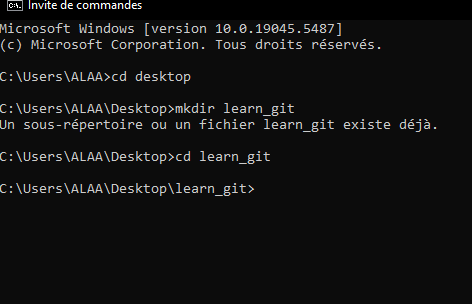 Invite de commandes
Microsoft Windows [version 10.0.19045.5487]
(c) Microsoft Corporation. Tous droits réservés.
C:\Users\ALAA>cd desktop
C:\Users\ALAA\Desktop>mkdir learn_git
Un sous-répertoire ou un fichier learn_git existe déjà.
C:\Users\ALAA\Desktop>cd learn_git
C:\Users\ALAA\Desktop\learn_git>